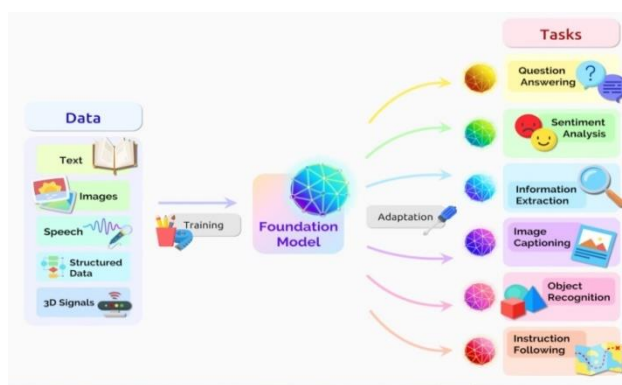 Tasks
Question
Answering
Data
Sentiment
Analysis
Text
Images
Information
Extraction
Speech
Training
Foundation
Model
Adaptation
Image
Captioning
Structured
Data
3D Signals
Object
Recognition
Instruction
Following